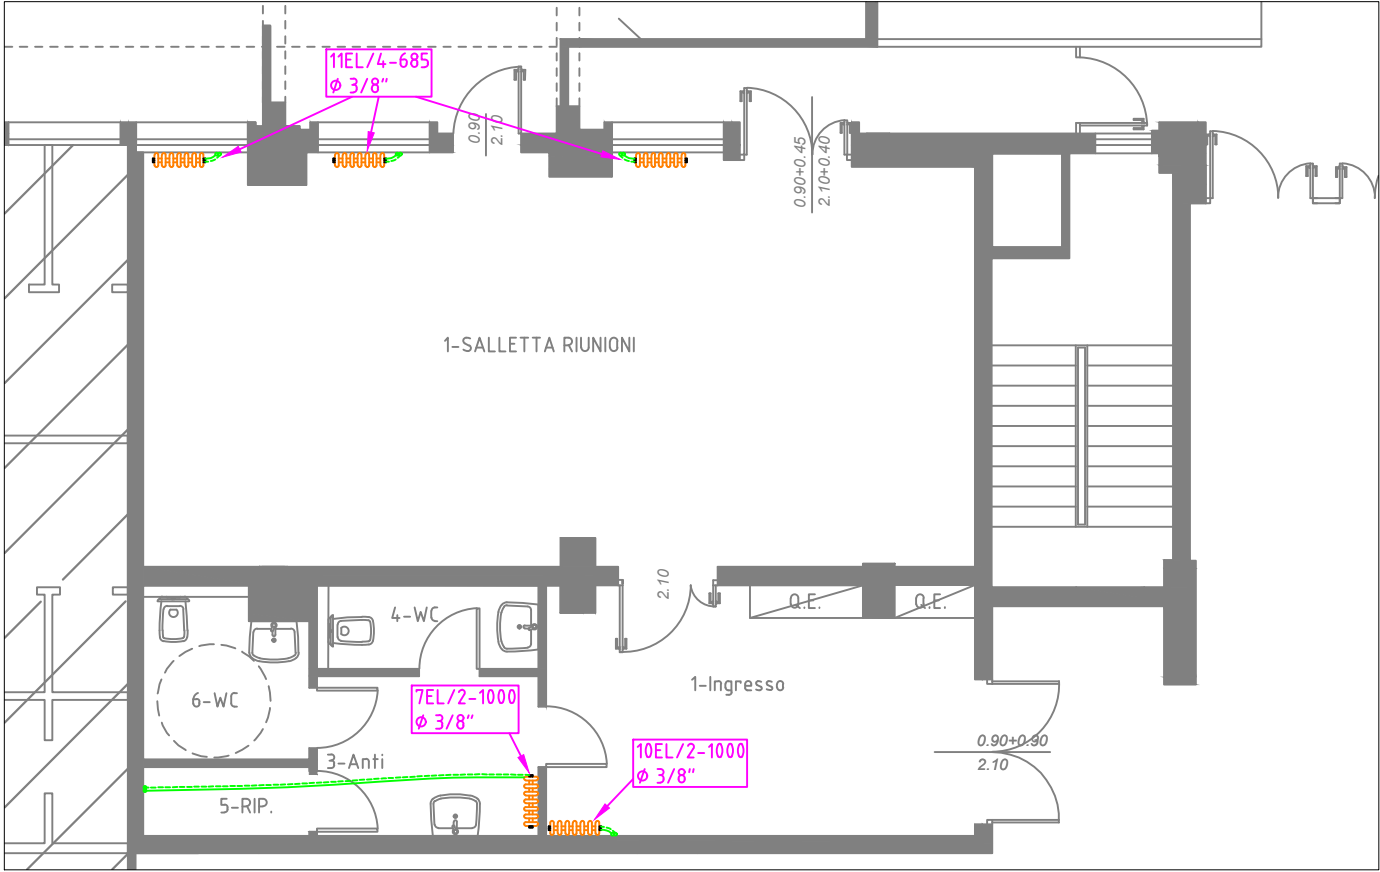 11EL/4-685
Ø 3/8"
0.90
2.10
0.90+0.45
2.10+0.40
1-SALLETTA RIUNIONI
2.10
Q.E.
Q.E.
4-WC
6-WC
7EL/2-1000
Ø 3/8"
1-Ingresso
3-Anti
10EL/2-1000
Ø 3/8"
0.90+0.90
2.10
5-RIP.